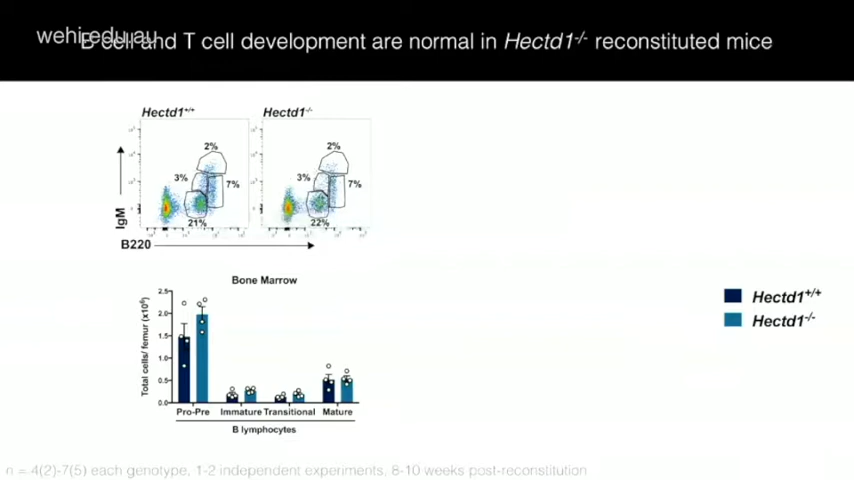 wehi.edu.au
B cell and T cell development are normal in Hectd1-/- reconstituted mice
Hectd1+/+
Hectd1-/-
2%
3%
7%
21%
2%
3%
7%
22%
IgM
B220
Bone Marrow
Total cells/ femur (x10⁶)
2.5
2.0
1.5
1.0
0.5
0.0
Pro-Pre Immature Transitional Mature
B lymphocytes
Hectd1+/+
Hectd1-/-
n = 4(2)-7(5) each genotype, 1-2 independent experiments, 8-10 weeks post-reconstitution